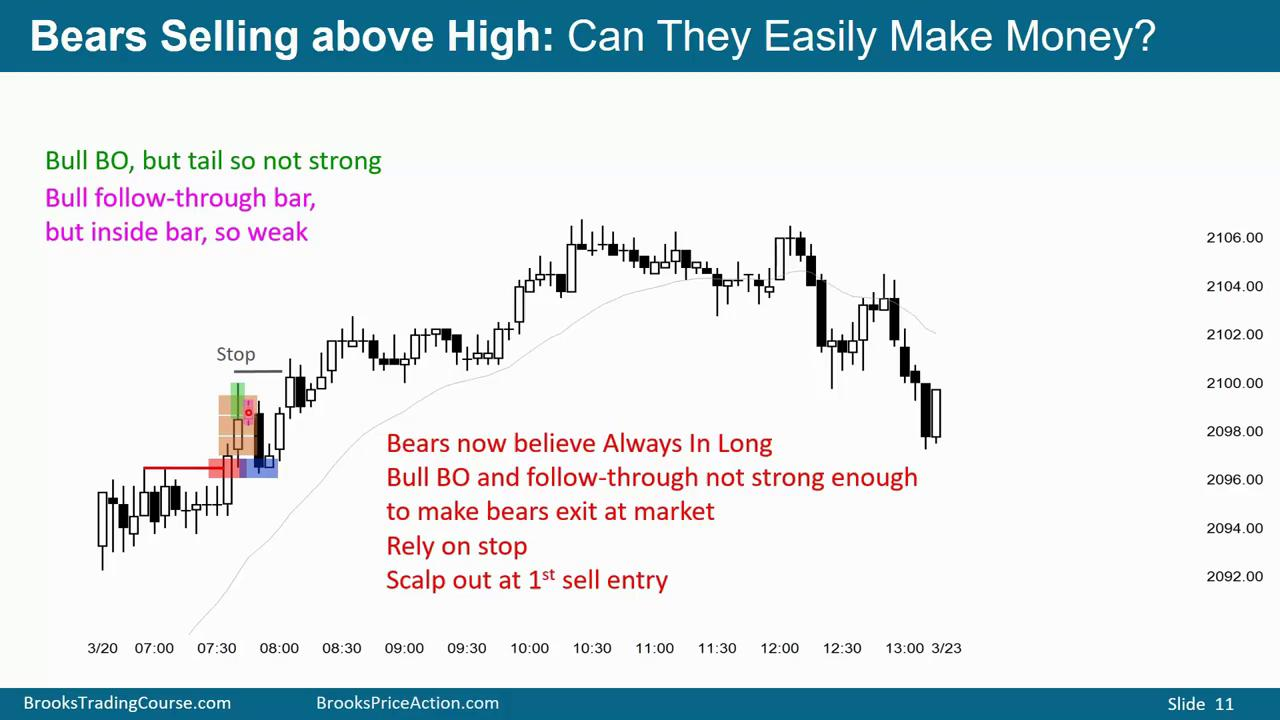 Bears Selling above High: Can They Easily Make Money?
Bull BO, but tail so not strong
Bull follow-through bar,
but inside bar, so weak
Stop
2106.00
2104.00
2102.00
2100.00
2098.00
2096.00
2094.00
2092.00
Bears now believe Always In Long
Bull BO and follow-through not strong enough
to make bears exit at market
Rely on stop
Scalp out at 1st sell entry
3/20 07:00 07:30 08:00 08:30 09:00 09:30 10:00 10:30 11:00 11:30 12:00 12:30 13:00 3/23
BrooksTradingCourse.com BrooksPriceAction.com Slide 11